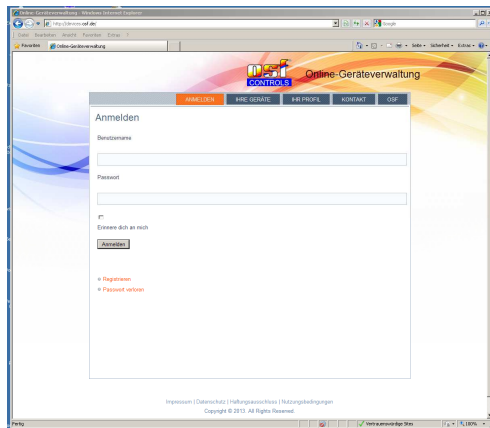 Online-Geräteverwaltung - Windows Internet Explorer
http://devices.osf.de/
Google
Datei Bearbeiten Ansicht Favoriten Extras ?
Favoriten Online-Geräteverwaltung
Seite Sicherheit Extras
osf
CONTROLS
Online-Geräteverwaltung
ANMELDEN IHRE GERÄTE IHR PROFIL KONTAKT OSF
Anmelden
Benutzername
Passwort
Erinnere dich an mich
Anmelden
Registrieren
Passwort verloren
Impressum | Datenschutz | Haftungsausschluss | Nutzungsbedingungen
Copyright © 2013. All Rights Reserved.
Fertig
Vertrauenswürdige Sites
100%